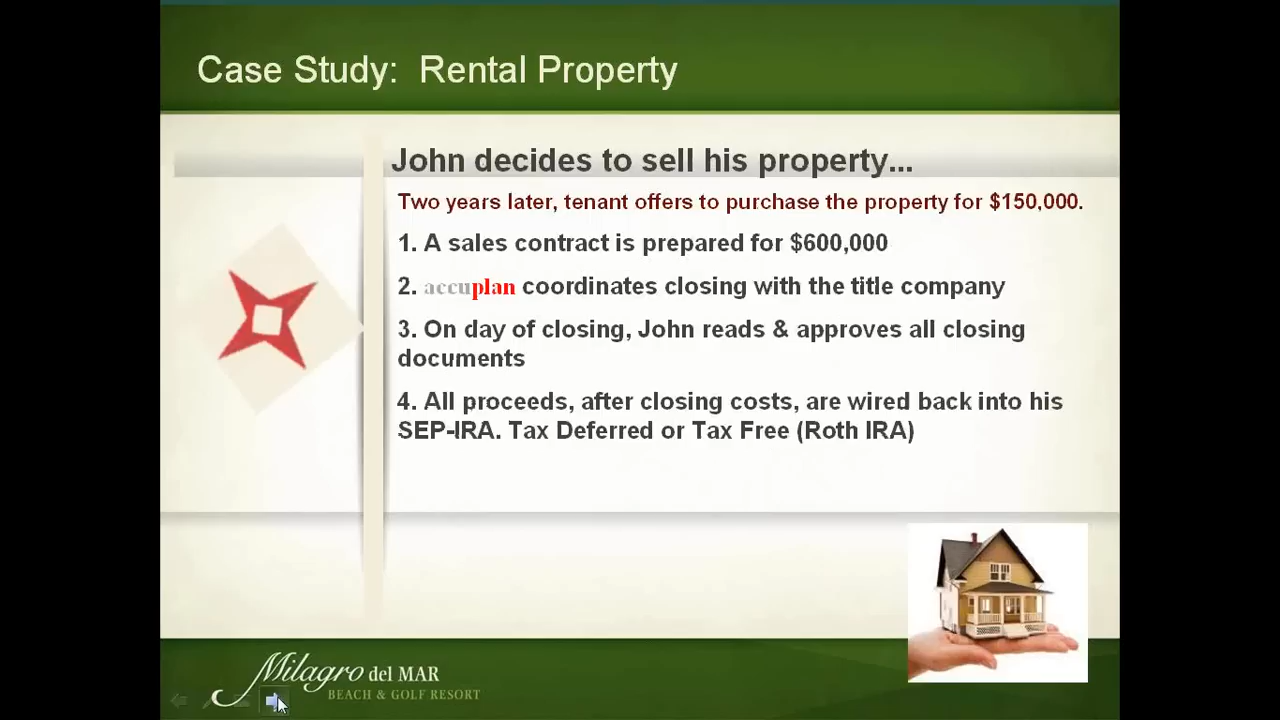 Case Study: Rental Property
John decides to sell his property...
Two years later, tenant offers to purchase the property for $150,000.
1. A sales contract is prepared for $600,000
2. accuplan coordinates closing with the title company
3. On day of closing, John reads & approves all closing
documents
4. All proceeds, after closing costs, are wired back into his
SEP-IRA. Tax Deferred or Tax Free (Roth IRA)
Milagro del MAR
BEACH & GOLF RESORT